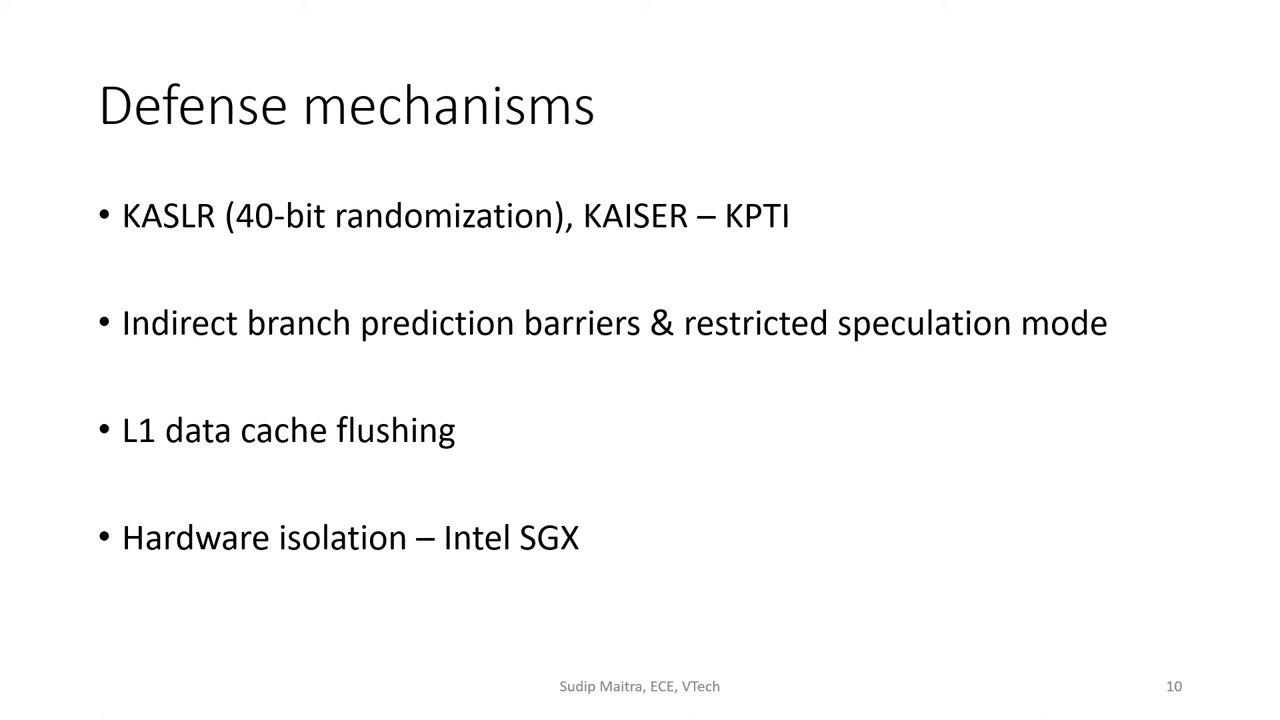 Defense mechanisms
• KASLR (40-bit randomization), KAISER – KPTI
• Indirect branch prediction barriers & restricted speculation mode
• L1 data cache flushing
• Hardware isolation – Intel SGX
Sudip Maitra, ECE, VTech
10